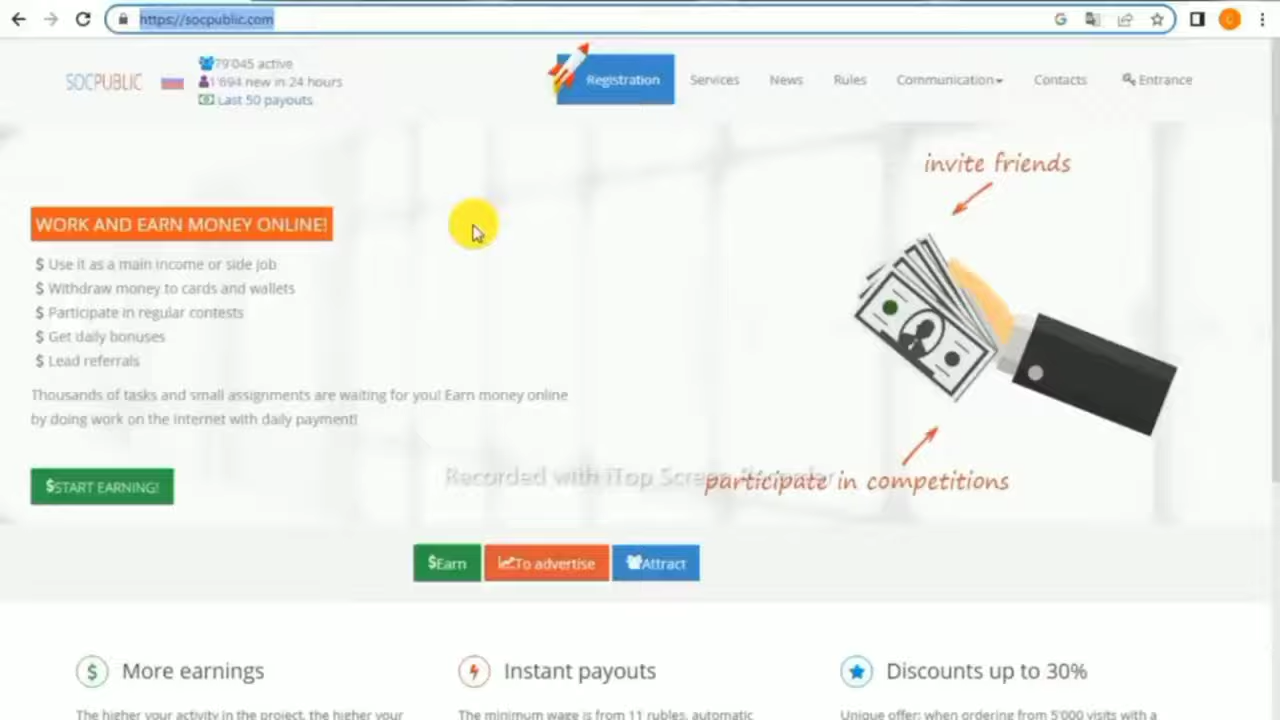 https://socpublic.com
SOCPUBLIC
79'045 active
1'694 new in 24 hours
Last 50 payouts
Registration
Services
News
Rules
Communication
Contacts
Entrance
invite friends
WORK AND EARN MONEY ONLINE!
$ Use it as a main income or side job
$ Withdraw money to cards and wallets
$ Participate in regular contests
$ Get daily bonuses
$ Lead referrals
Thousands of tasks and small assignments are waiting for you! Earn money online
by doing work on the Internet with daily payment!
$START EARNING!
Recorded with iTop Screen Recorder
participate in competitions
$Earn
To advertise
Attract
$ More earnings
Instant payouts
Discounts up to 30%
The higher your activity in the project, the higher your
The minimum wage is from 11 rubles, automatic
Unique offer: when ordering from 5'000 visits with a